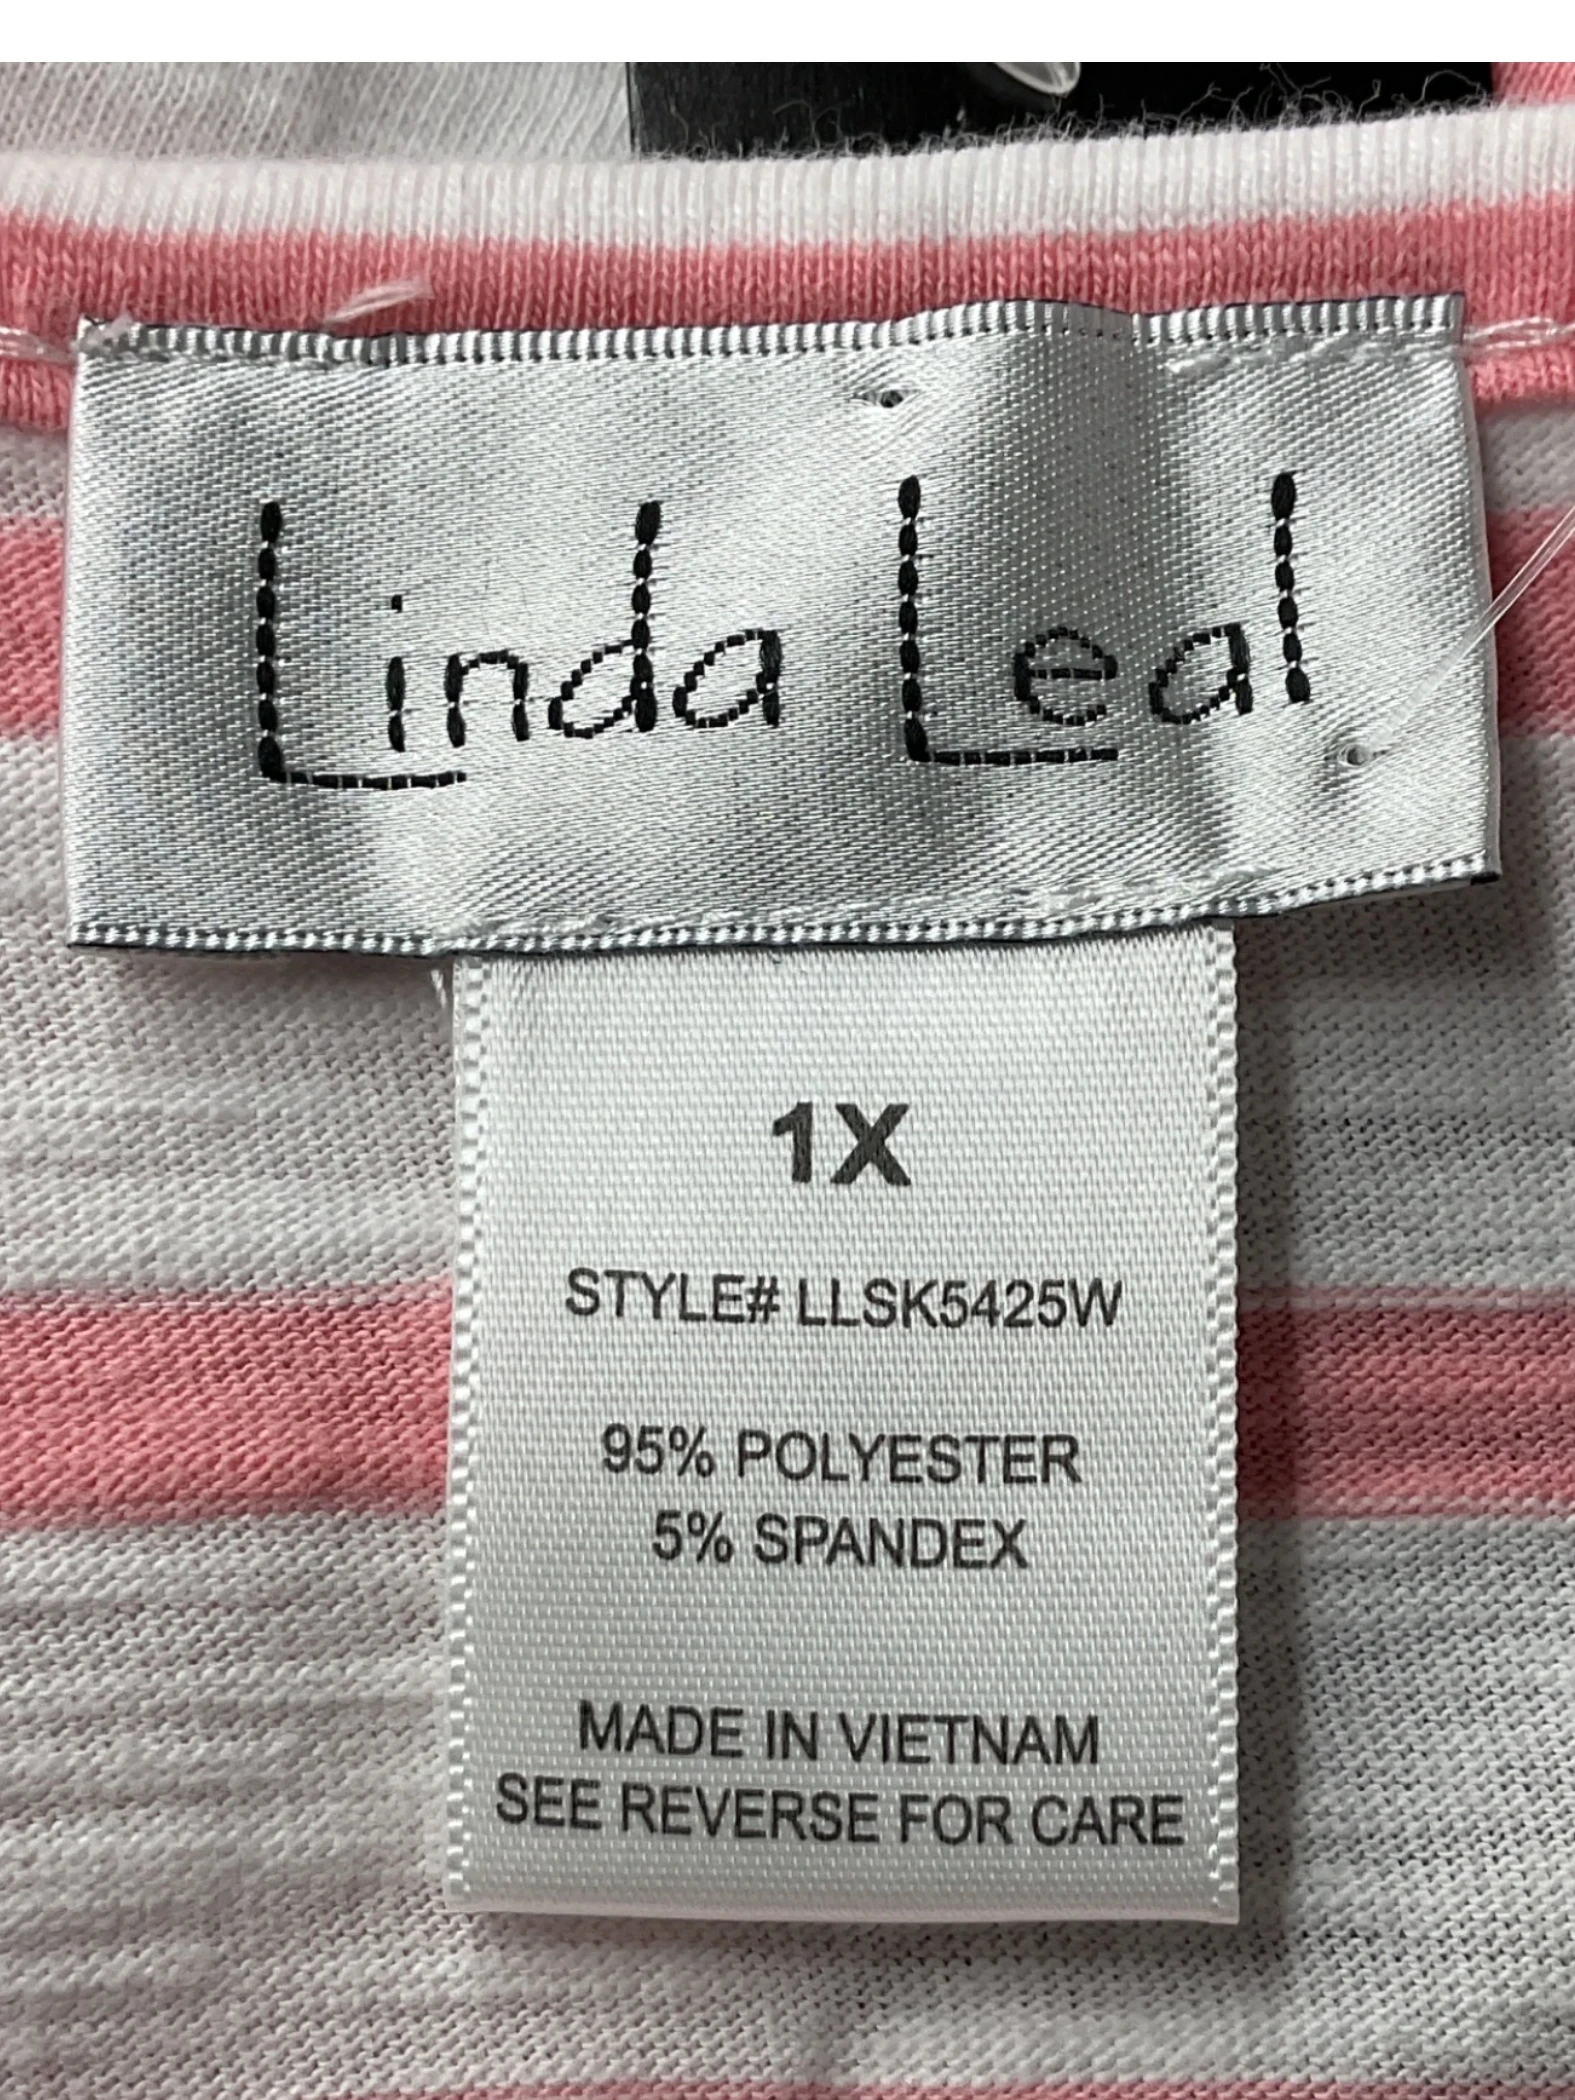 Linda Leal
1X
STYLE# LLSK5425W
95% POLYESTER
5% SPANDEX
MADE IN VIETNAM
SEE REVERSE FOR CARE